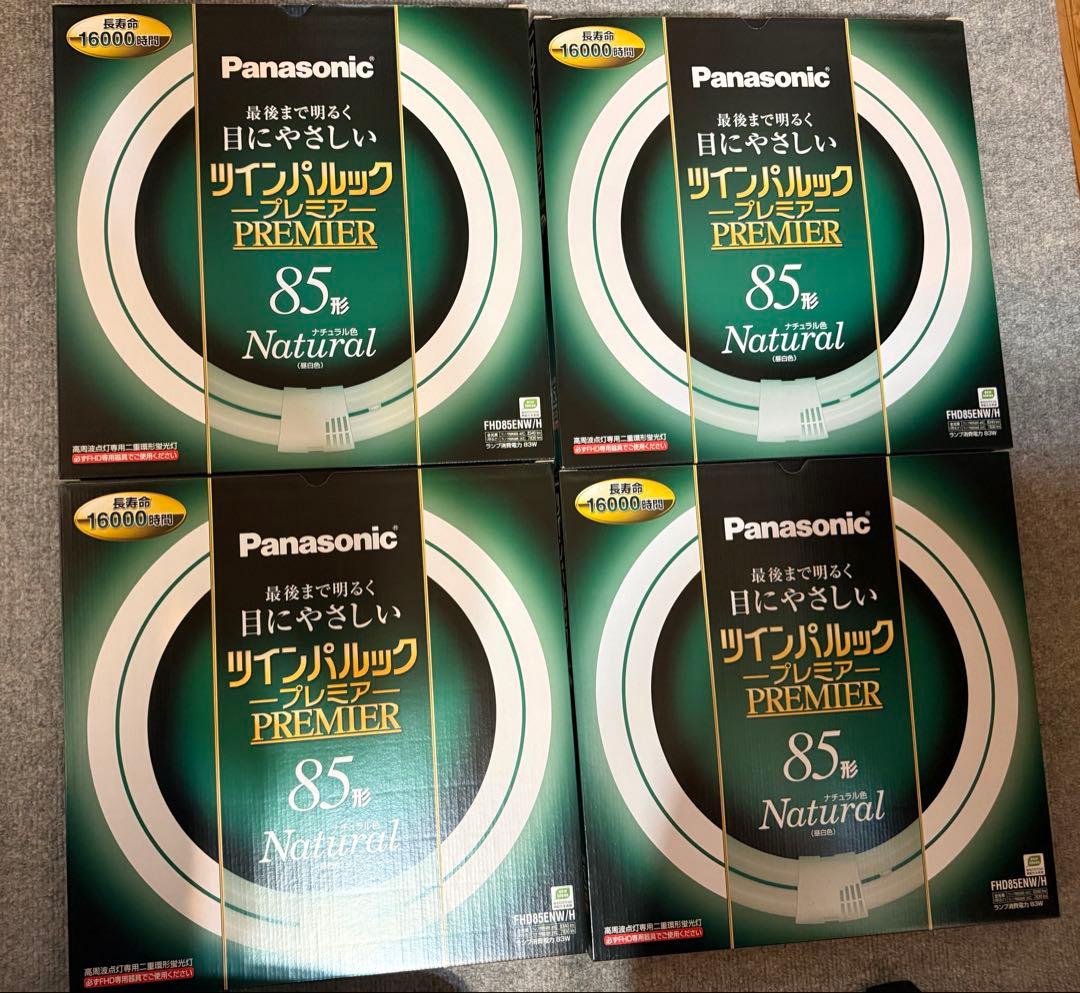 長寿命
16000時間
Panasonic
最後まで明るく
目にやさしい
ツインパルック
プレミア
PREMIER
85形
ナチュラル色
Natural
(昼白色)
FHD85ENW/H
ランプ消費電力 83W
高周波点灯専用二重環形蛍光灯
必ずFHD専用器具でご使用ください
長寿命
16000時間
Panasonic
最後まで明るく
目にやさしい
ツインパルック
プレミア
PREMIER
85形
ナチュラル色
Natural
(昼白色)
FHD85ENW/H
ランプ消費電力 83W
高周波点灯専用二重環形蛍光灯
必ずFHD専用器具でご使用ください
長寿命
16000時間
Panasonic
最後まで明るく
目にやさしい
ツインパルック
プレミア
PREMIER
85形
ナチュラル色
Natural
FHD85ENW/H
ランプ消費電力 83W
高周波点灯専用二重環形蛍光灯
必ずFHD専用器具でご使用ください
長寿命
16000時間
Panasonic
最後まで明るく
目にやさしい
ツインパルック
プレミア
PREMIER
85形
ナチュラル色
Natural
(昼白色)
FHD85ENW/H
ランプ消費電力 83W
高周波点灯専用二重環形蛍光灯
必ずFHD専用器具でご使用ください